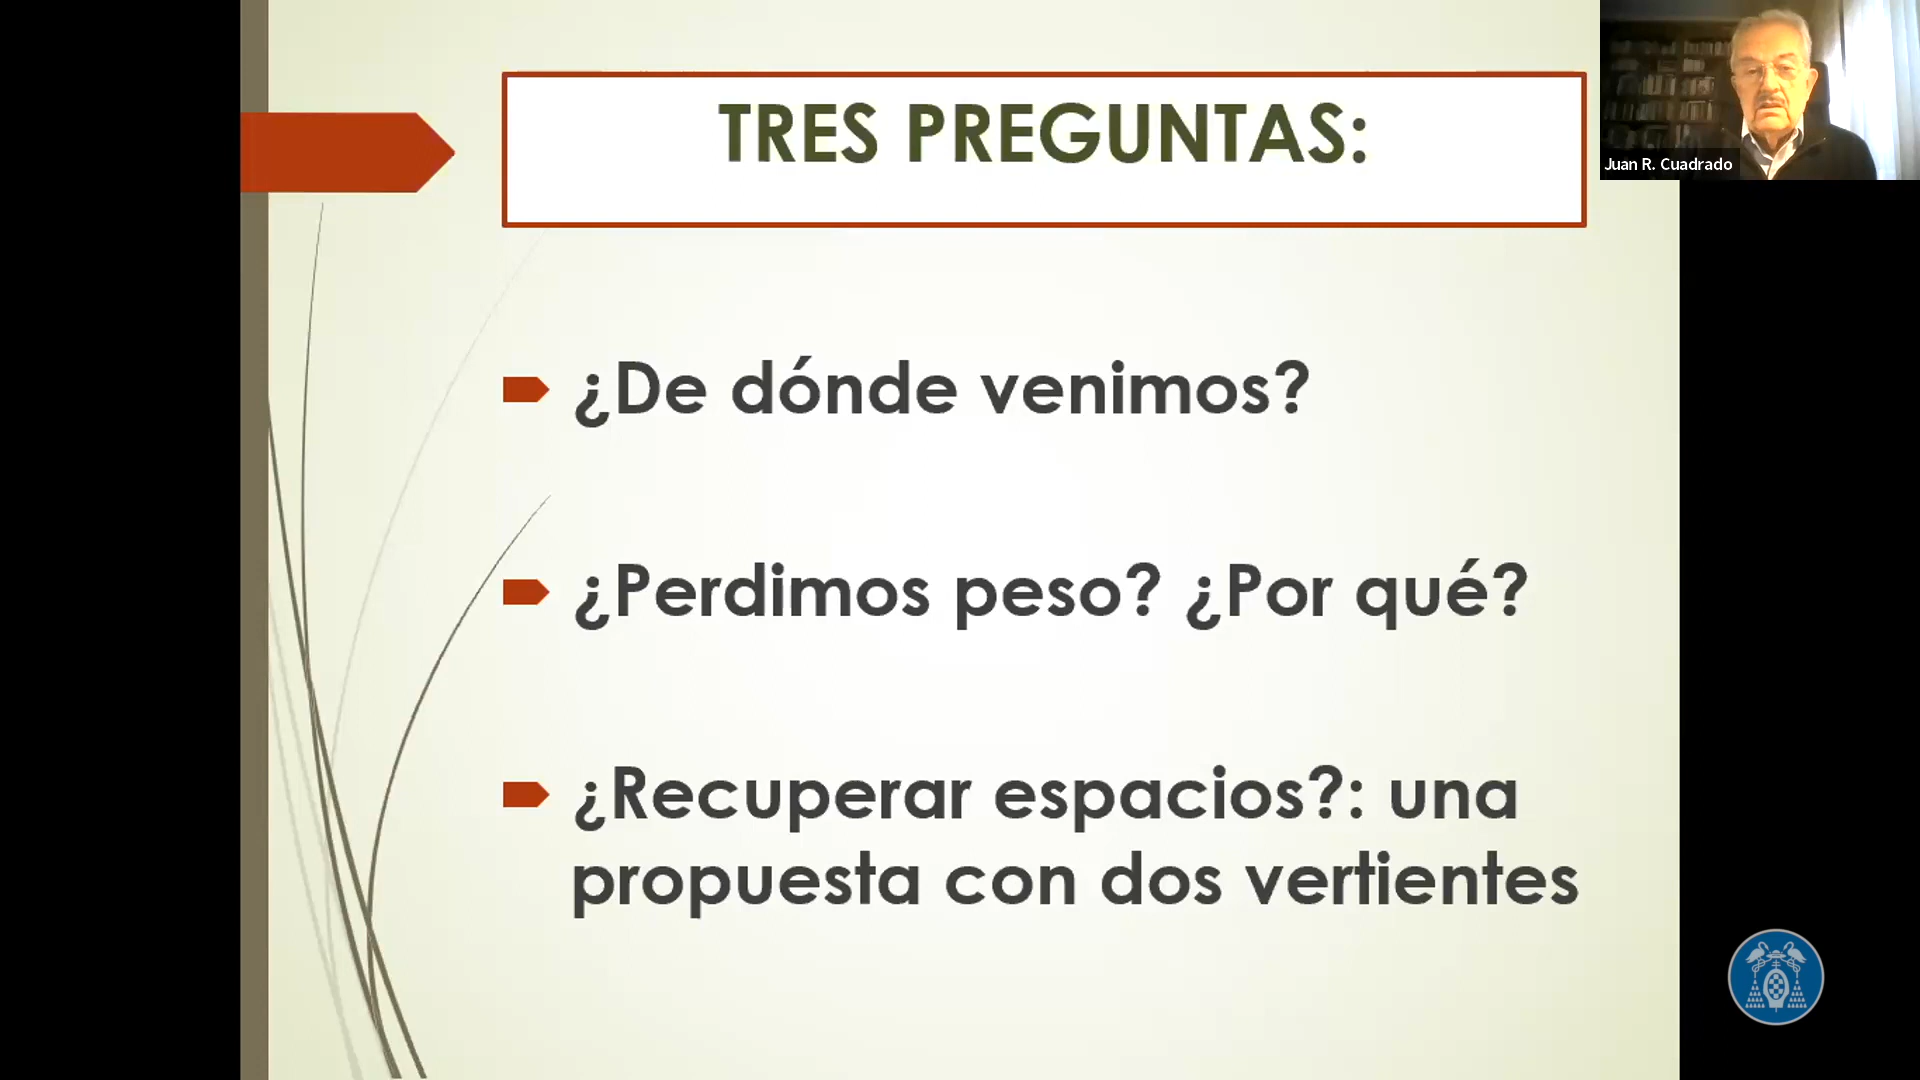 TRES PREGUNTAS:
Juan R. Cuadrado
¿De dónde venimos?
¿Perdimos peso? ¿Por qué?
¿Recuperar espacios?: una
propuesta con dos vertientes